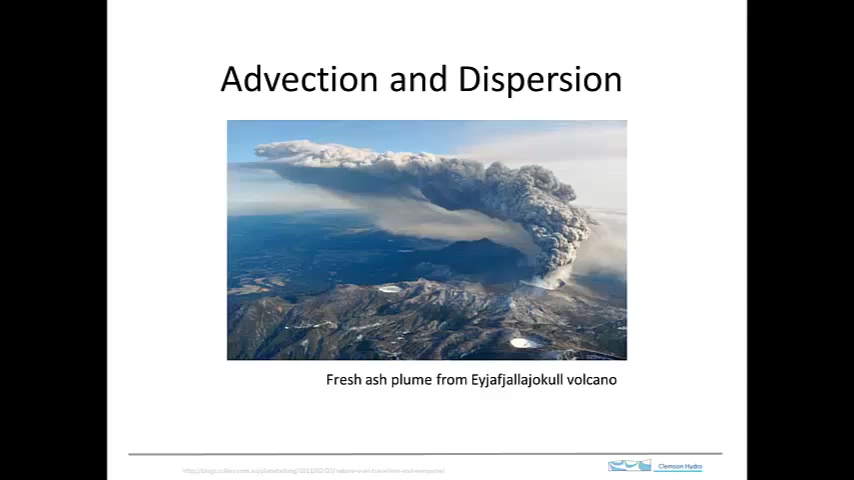 Advection and Dispersion
Fresh ash plume from Eyjafjallajokull volcano
Clemson Hydro